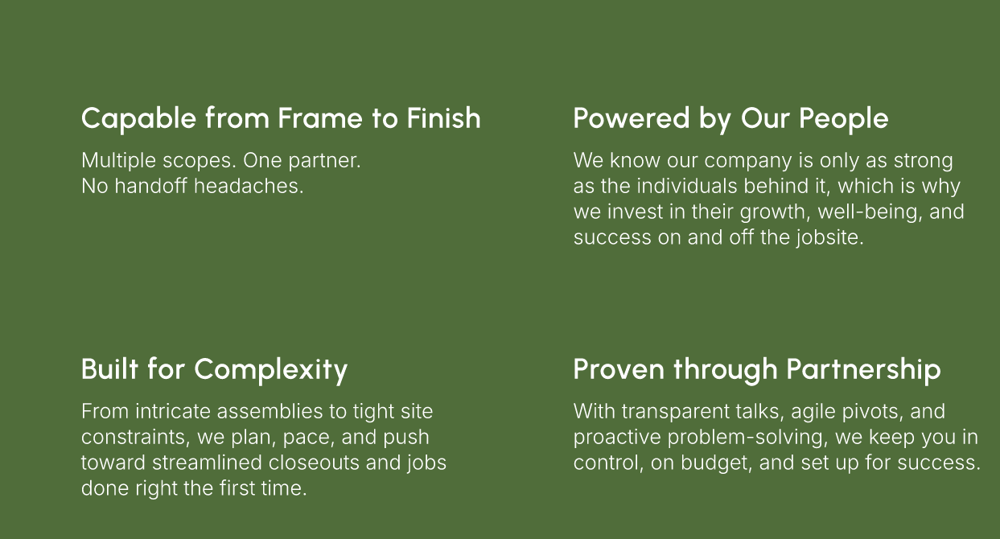 Capable from Frame to Finish
Multiple scopes. One partner.
No handoff headaches.
Powered by Our People
We know our company is only as strong
as the individuals behind it, which is why
we invest in their growth, well-being, and
success on and off the jobsite.
Built for Complexity
From intricate assemblies to tight site
constraints, we plan, pace, and push
toward streamlined closeouts and jobs
done right the first time.
Proven through Partnership
With transparent talks, agile pivots, and
proactive problem-solving, we keep you in
control, on budget, and set up for success.